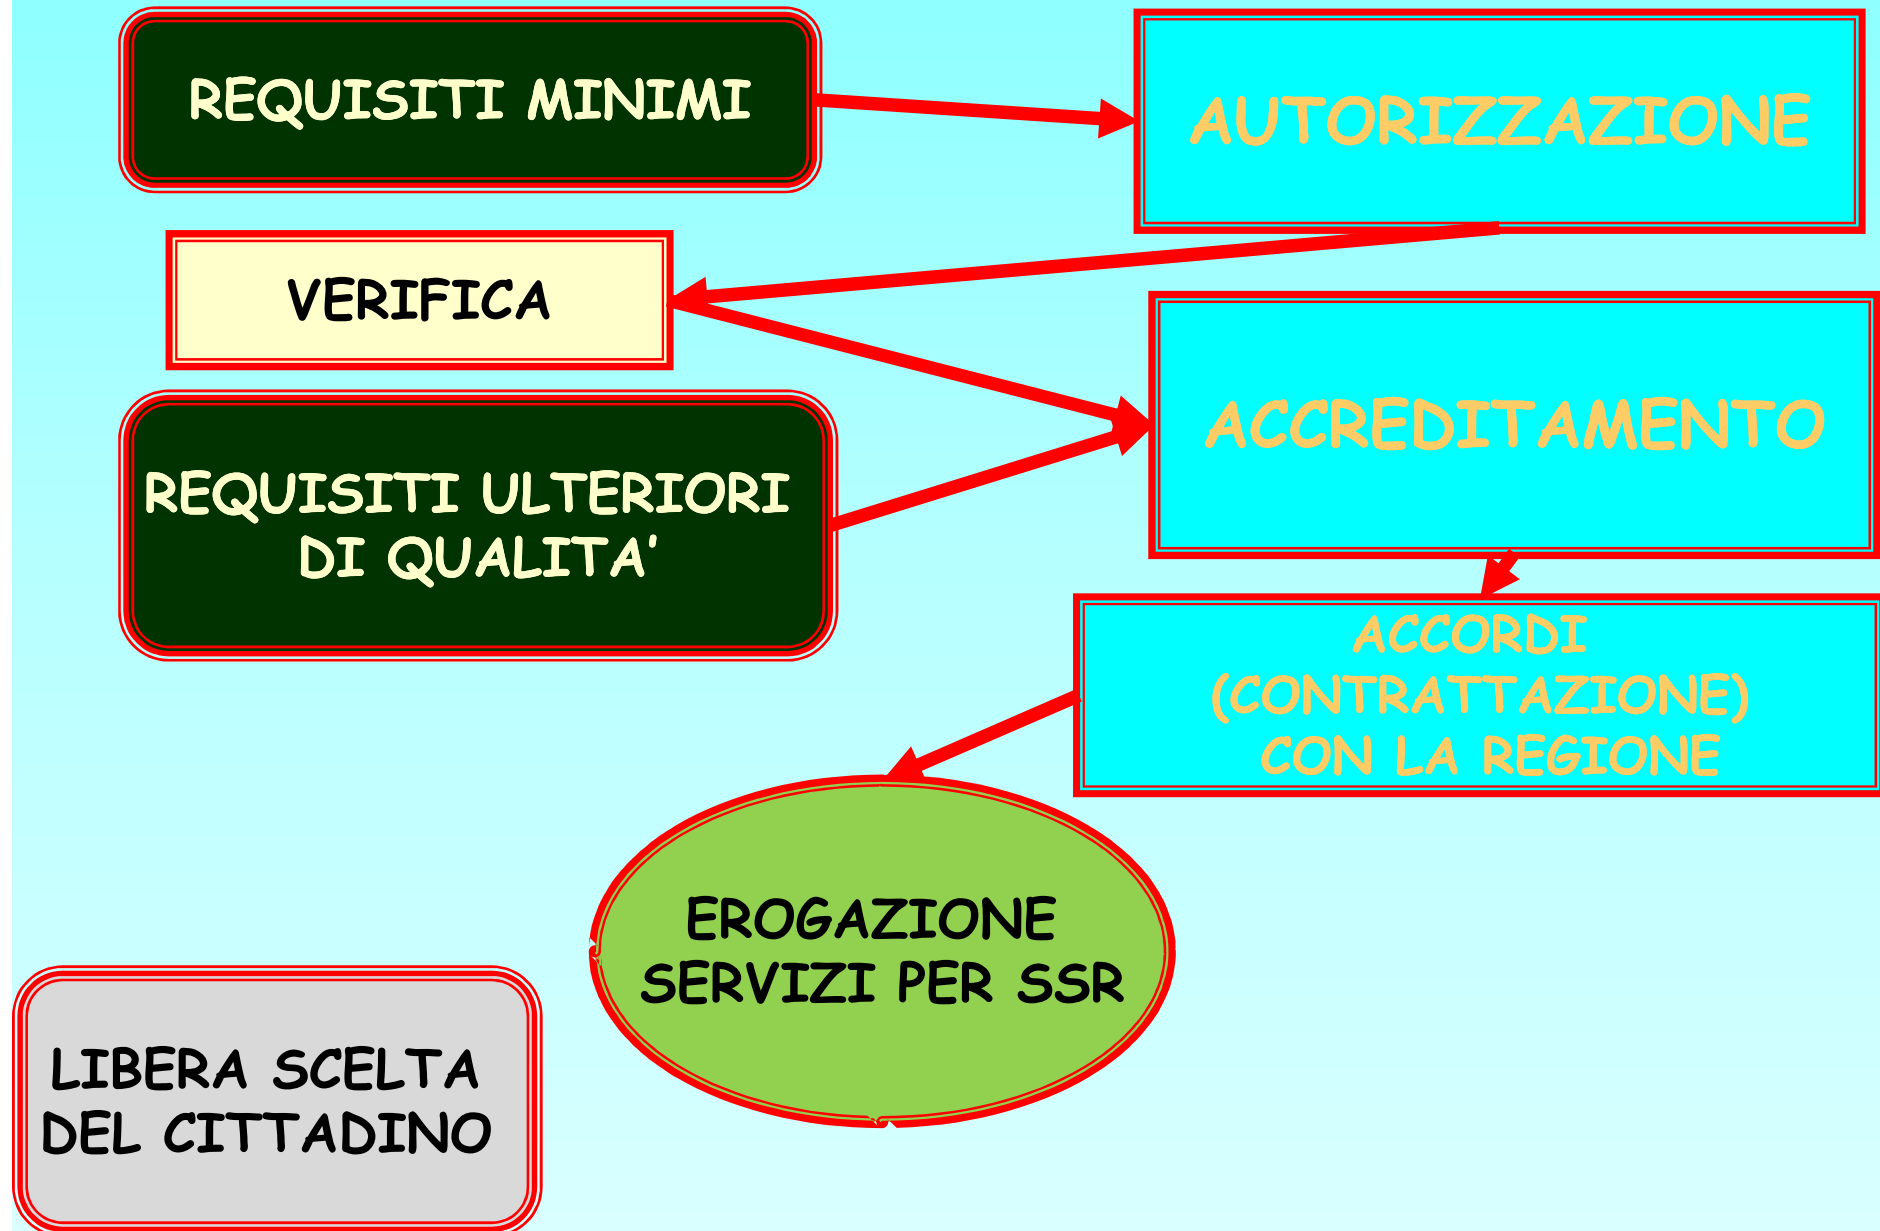 REQUISITI MINIMI
AUTORIZZAZIONE
VERIFICA
ACCREDITAMENTO
REQUISITI ULTERIORI
DI QUALITA'
ACCORDI
(CONTRATTAZIONE)
CON LA REGIONE
EROGAZIONE
SERVIZI PER SSR
LIBERA SCELTA
DEL CITTADINO